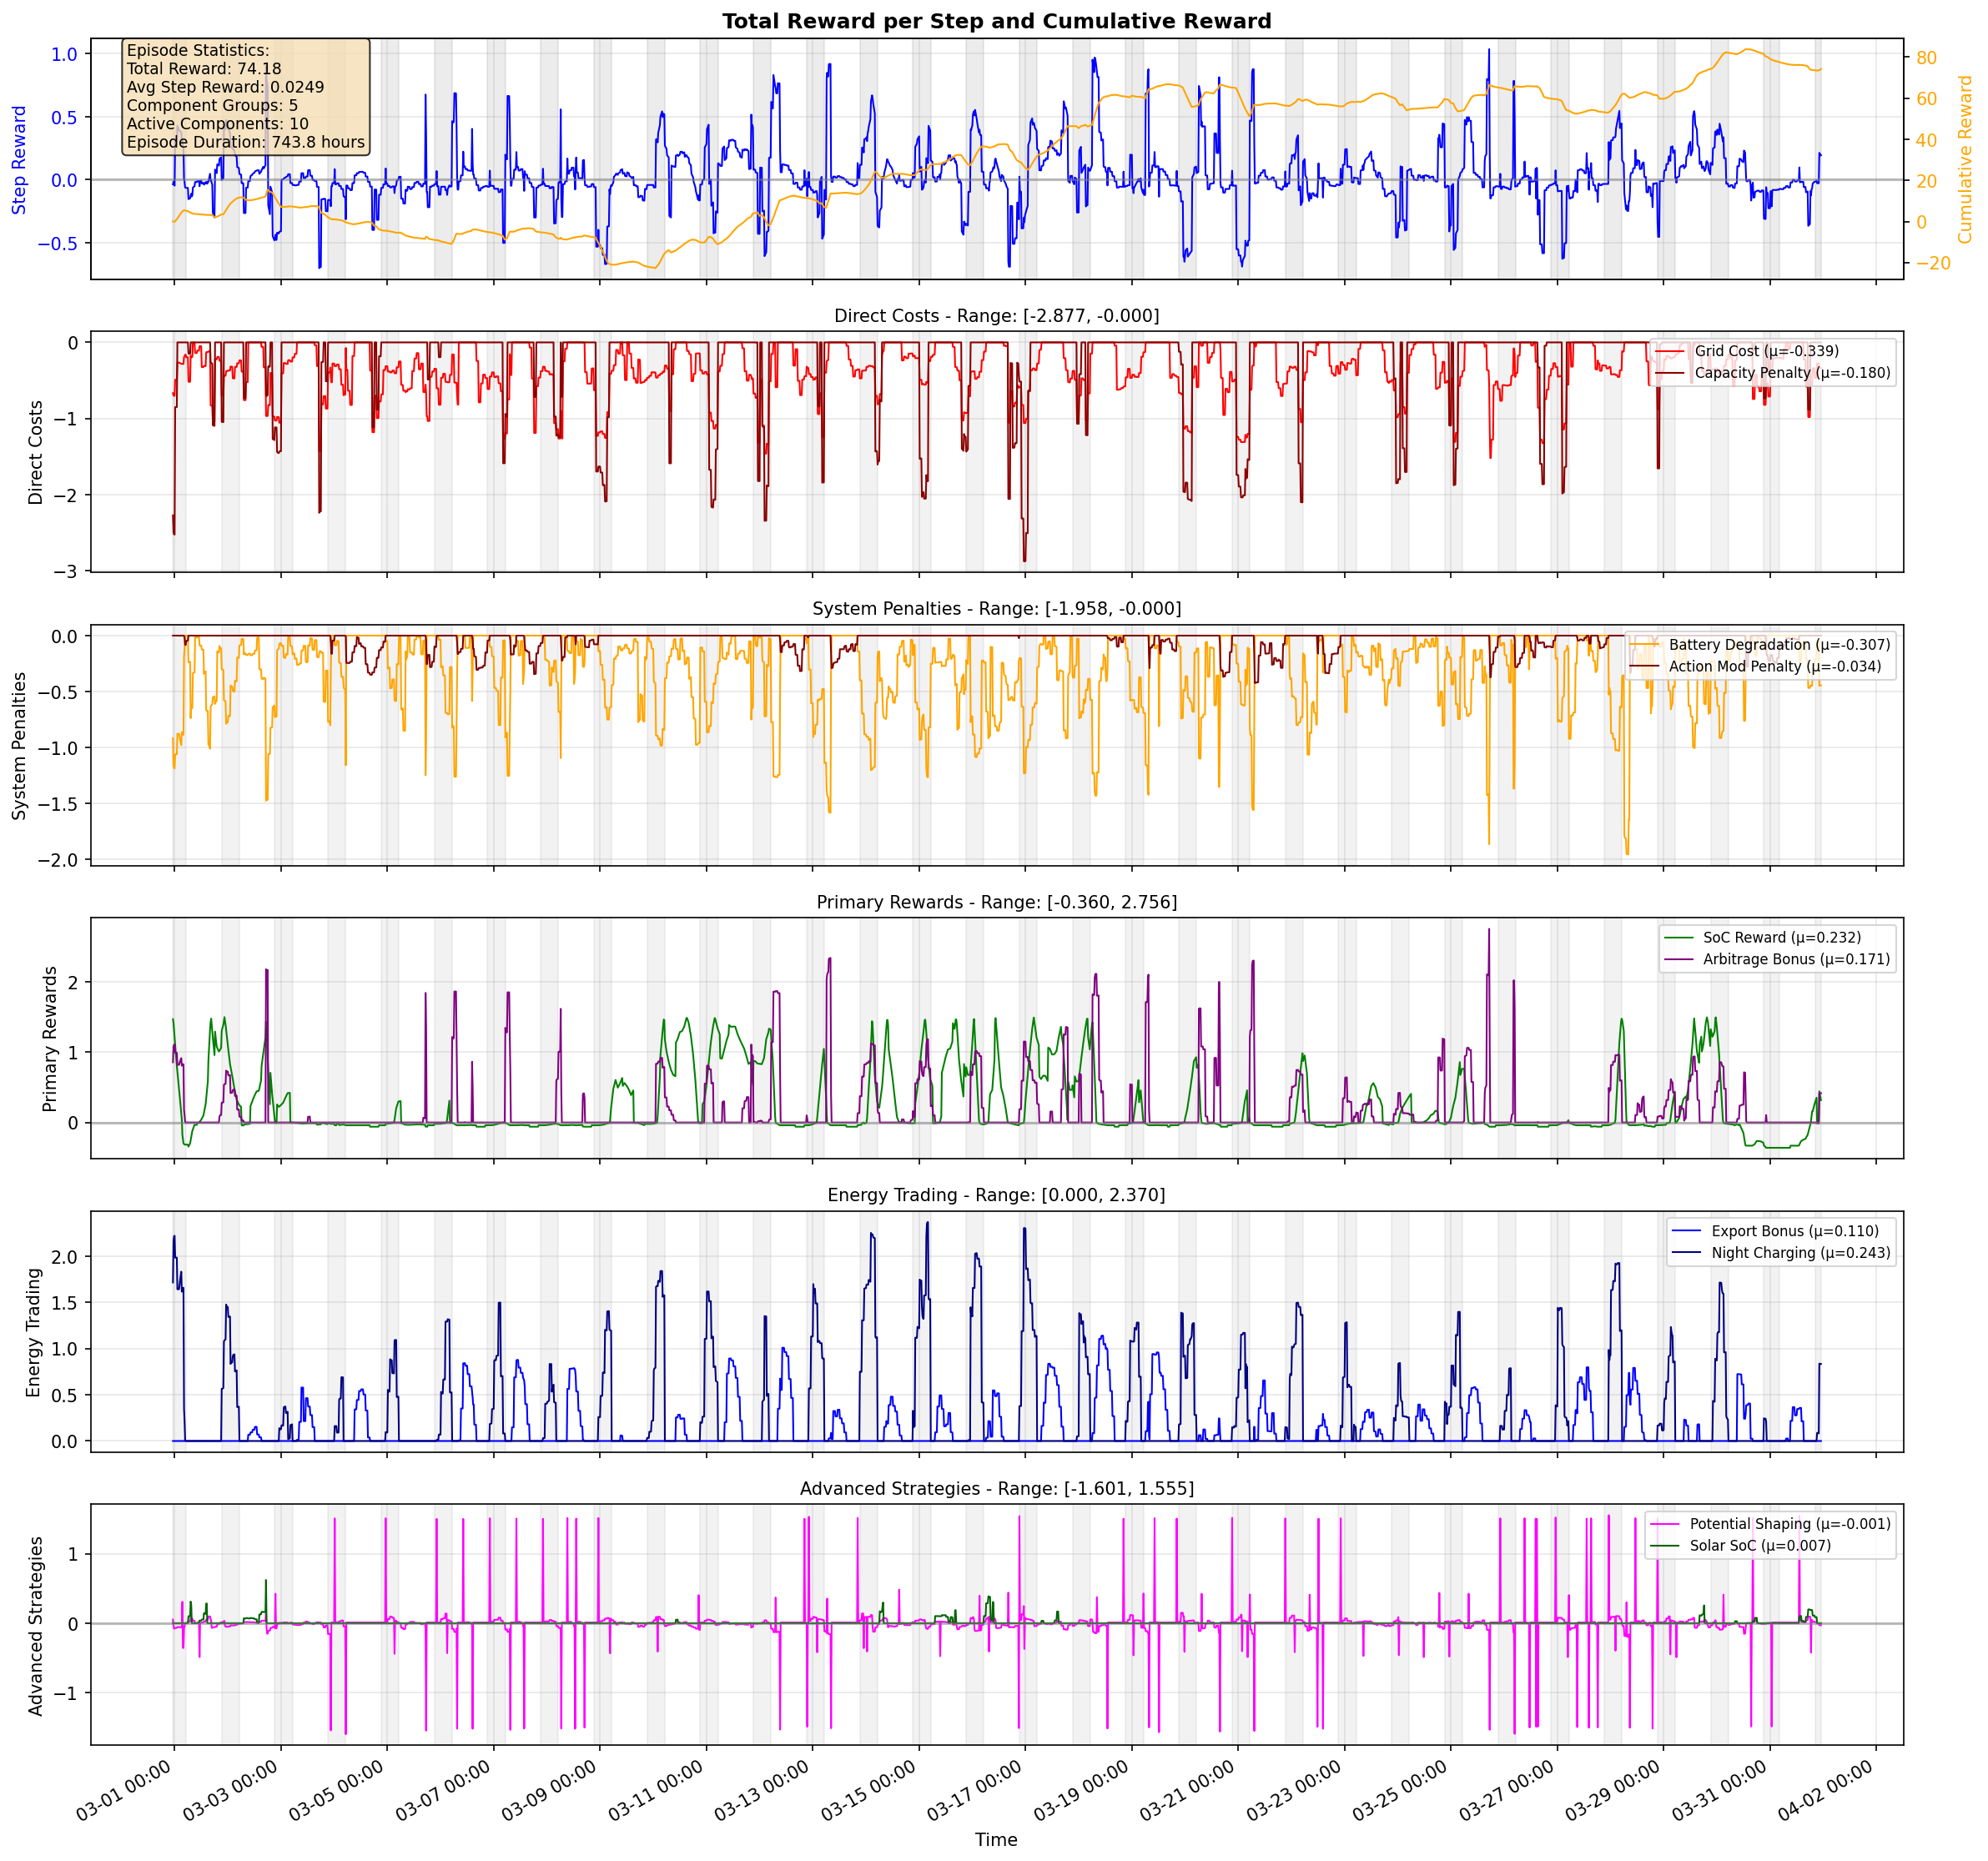 Total Reward per Step and Cumulative Reward
Episode Statistics:
Total Reward: 74.18
Avg Step Reward: 0.0249
Component Groups: 5
Active Components: 10
Episode Duration: 743.8 hours
Step Reward
1.0
0.5
0.0
−0.5
Cumulative Reward
80
60
40
20
0
−20
Direct Costs - Range: [-2.877, -0.000]
Direct Costs
0
−1
−2
−3
Grid Cost (μ=-0.339)
Capacity Penalty (μ=-0.180)
System Penalties - Range: [-1.958, -0.000]
System Penalties
0.0
−0.5
−1.0
−1.5
−2.0
Battery Degradation (μ=-0.307)
Action Mod Penalty (μ=-0.034)
Primary Rewards - Range: [-0.360, 2.756]
Primary Rewards
2
1
0
SoC Reward (μ=0.232)
Arbitrage Bonus (μ=0.171)
Energy Trading - Range: [0.000, 2.370]
Energy Trading
2.0
1.5
1.0
0.5
0.0
Export Bonus (μ=0.110)
Night Charging (μ=0.243)
Advanced Strategies - Range: [-1.601, 1.555]
Advanced Strategies
1
0
−1
Potential Shaping (μ=-0.001)
Solar SoC (μ=0.007)
03-01 00:00
03-03 00:00
03-05 00:00
03-07 00:00
03-09 00:00
03-11 00:00
03-13 00:00
03-15 00:00
03-17 00:00
03-19 00:00
03-21 00:00
03-23 00:00
03-25 00:00
03-27 00:00
03-29 00:00
03-31 00:00
04-02 00:00
Time